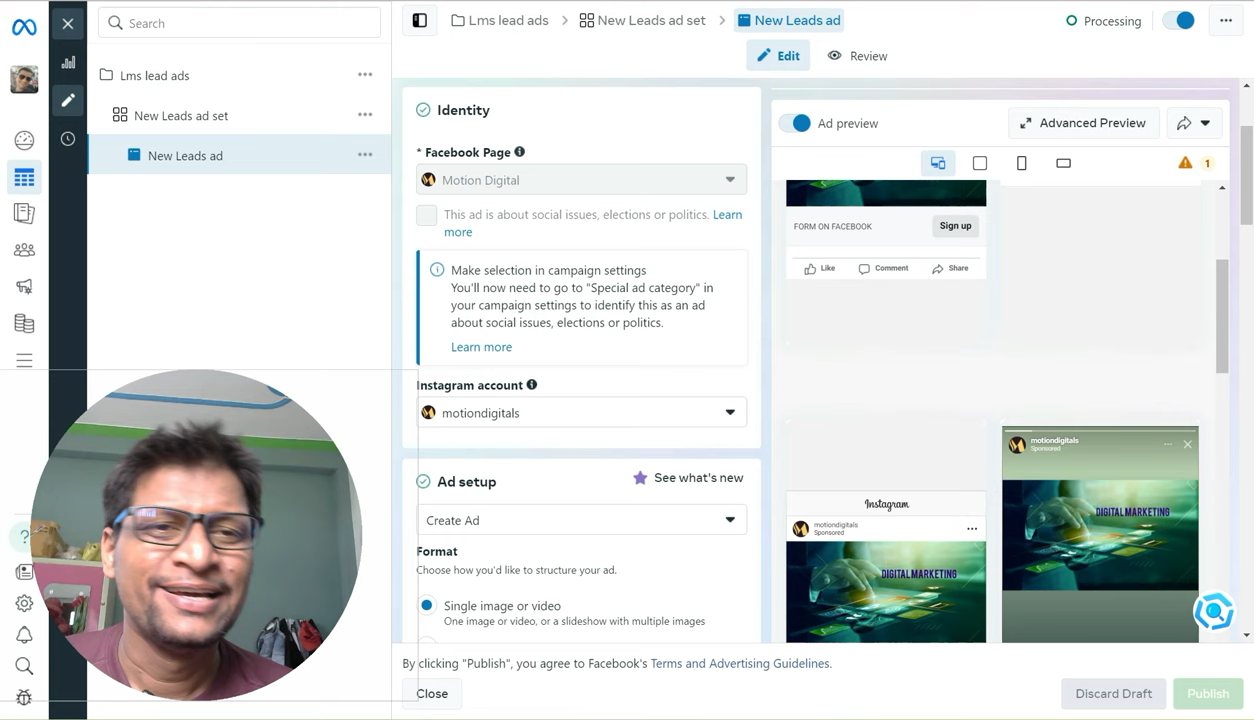 Search
Lms lead ads
New Leads ad set
New Leads ad
Lms lead ads
New Leads ad set
New Leads ad
Processing
Edit
Review
Identity
* Facebook Page
Motion Digital
This ad is about social issues, elections or politics. Learn
more
Make selection in campaign settings
You'll now need to go to "Special ad category" in
your campaign settings to identify this as an ad
about social issues, elections or politics.
Learn more
Instagram account
motiondigitals
Ad setup
See what's new
Create Ad
Format
Choose how you'd like to structure your ad.
Single image or video
One image or video, or a slideshow with multiple images
Ad preview
Advanced Preview
1
FORM ON FACEBOOK
Sign up
Like
Comment
Share
Instagram
motiondigitals
Sponsored
DIGITAL MARKETING
motiondigitals
Sponsored
DIGITAL MARKETING
By clicking "Publish", you agree to Facebook's Terms and Advertising Guidelines.
Close
Discard Draft
Publish